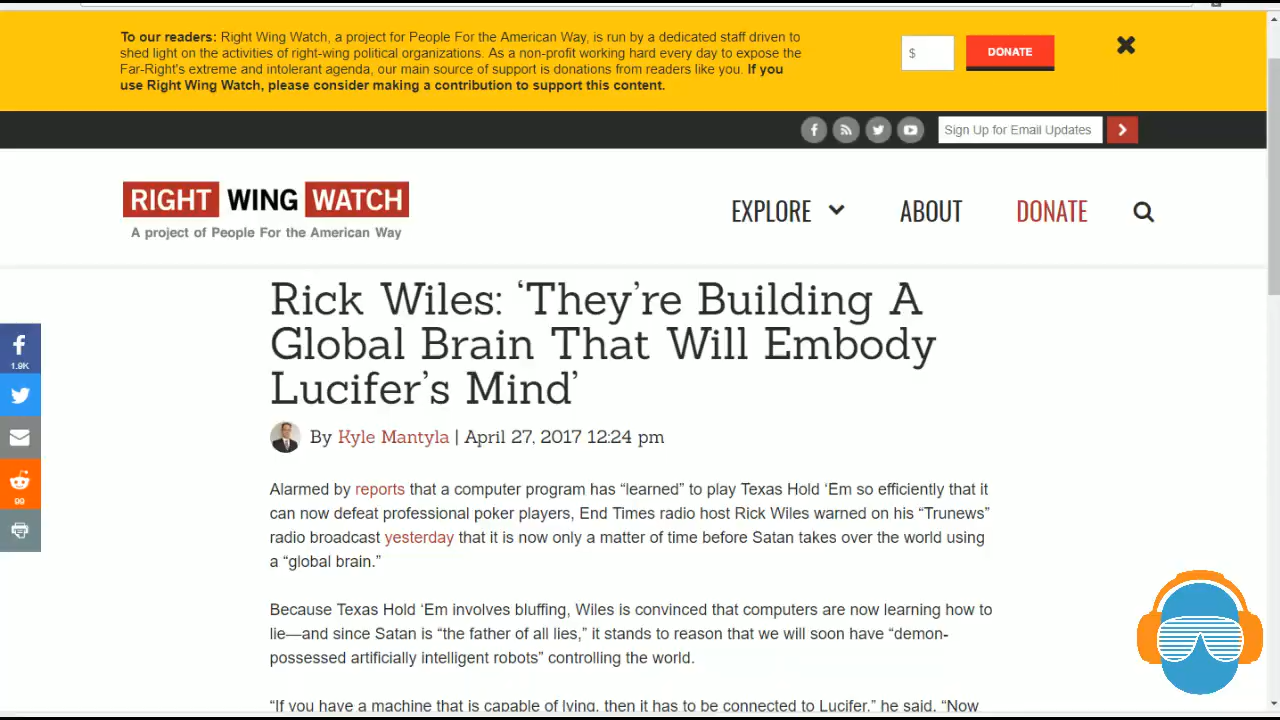 To our readers: Right Wing Watch, a project for People For the American Way, is run by a dedicated staff driven to
shed light on the activities of right-wing political organizations. As a non-profit working hard every day to expose the
Far-Right's extreme and intolerant agenda, our main source of support is donations from readers like you. If you
use Right Wing Watch, please consider making a contribution to support this content.
$
DONATE
Sign Up for Email Updates
RIGHT WING WATCH
A project of People For the American Way
EXPLORE
ABOUT
DONATE
Rick Wiles: ‘They’re Building A
Global Brain That Will Embody
Lucifer’s Mind’
By Kyle Mantyla | April 27, 2017 12:24 pm
1.9K
99
Alarmed by reports that a computer program has “learned” to play Texas Hold ‘Em so efficiently that it
can now defeat professional poker players, End Times radio host Rick Wiles warned on his “Trunews”
radio broadcast yesterday that it is now only a matter of time before Satan takes over the world using
a “global brain.”
Because Texas Hold ‘Em involves bluffing, Wiles is convinced that computers are now learning how to
lie—and since Satan is “the father of all lies,” it stands to reason that we will soon have “demon-
possessed artificially intelligent robots” controlling the world.
“If you have a machine that is capable of lying, then it has to be connected to Lucifer,” he said. “Now